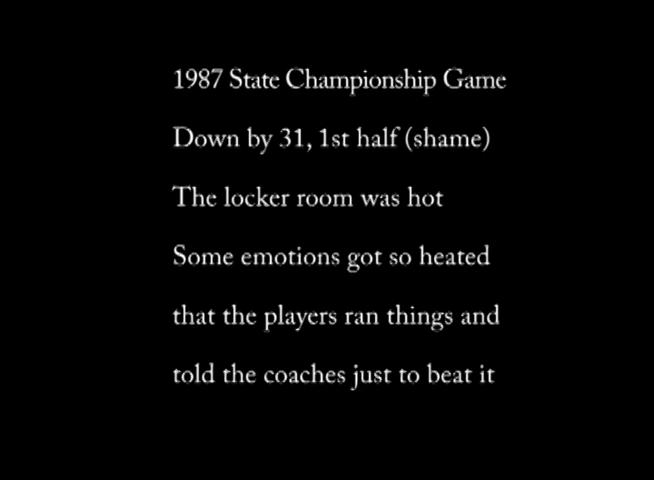 1987 State Championship Game
Down by 31, 1st half (shame)
The locker room was hot
Some emotions got so heated
that the players ran things and
told the coaches just to beat it